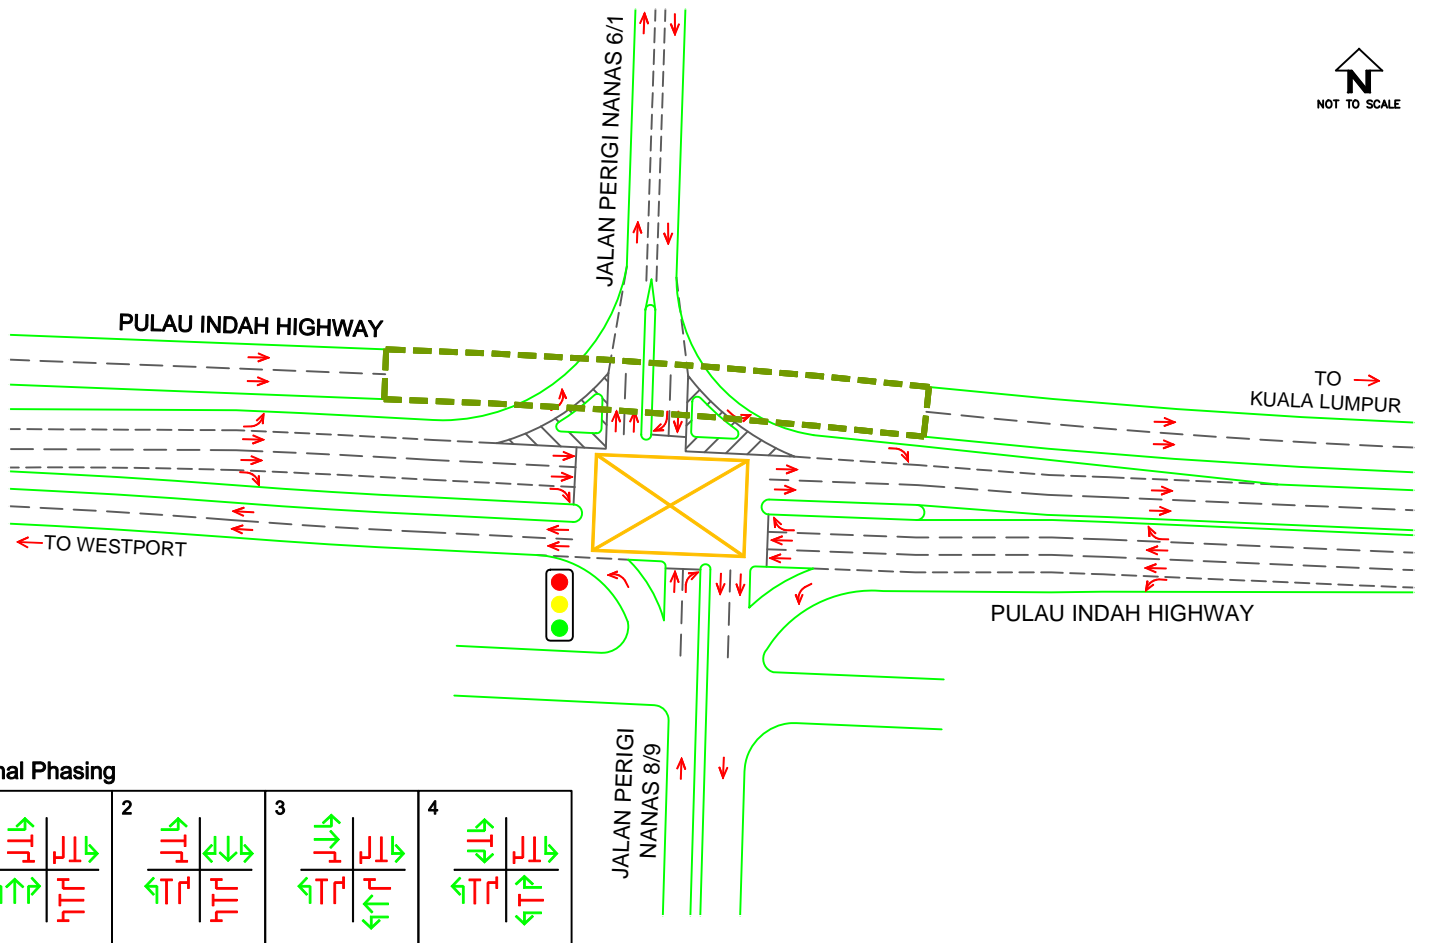 JALAN PERIGI NANAS 6/1
N
NOT TO SCALE
PULAU INDAH HIGHWAY
TO
KUALA LUMPUR
TO WESTPORT
PULAU INDAH HIGHWAY
JALAN PERIGI
NANAS 8/9
nal Phasing
2
3
4